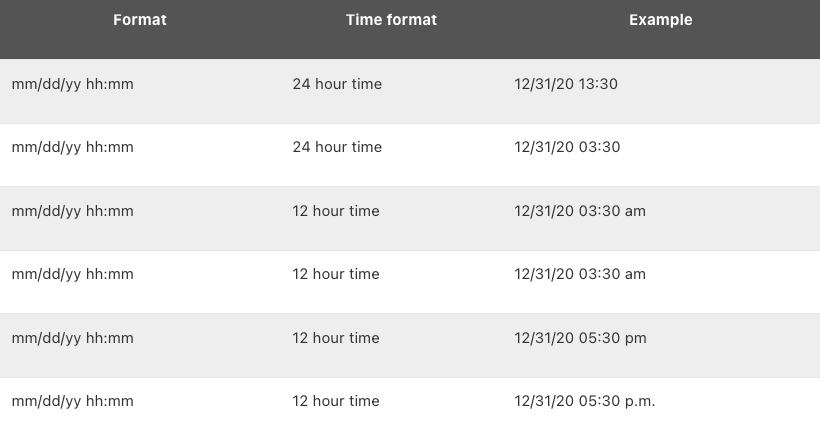 Format Time format Example
mm/dd/yy hh:mm 24 hour time 12/31/20 13:30
mm/dd/yy hh:mm 24 hour time 12/31/20 03:30
mm/dd/yy hh:mm 12 hour time 12/31/20 03:30 am
mm/dd/yy hh:mm 12 hour time 12/31/20 03:30 am
mm/dd/yy hh:mm 12 hour time 12/31/20 05:30 pm
mm/dd/yy hh:mm 12 hour time 12/31/20 05:30 p.m.